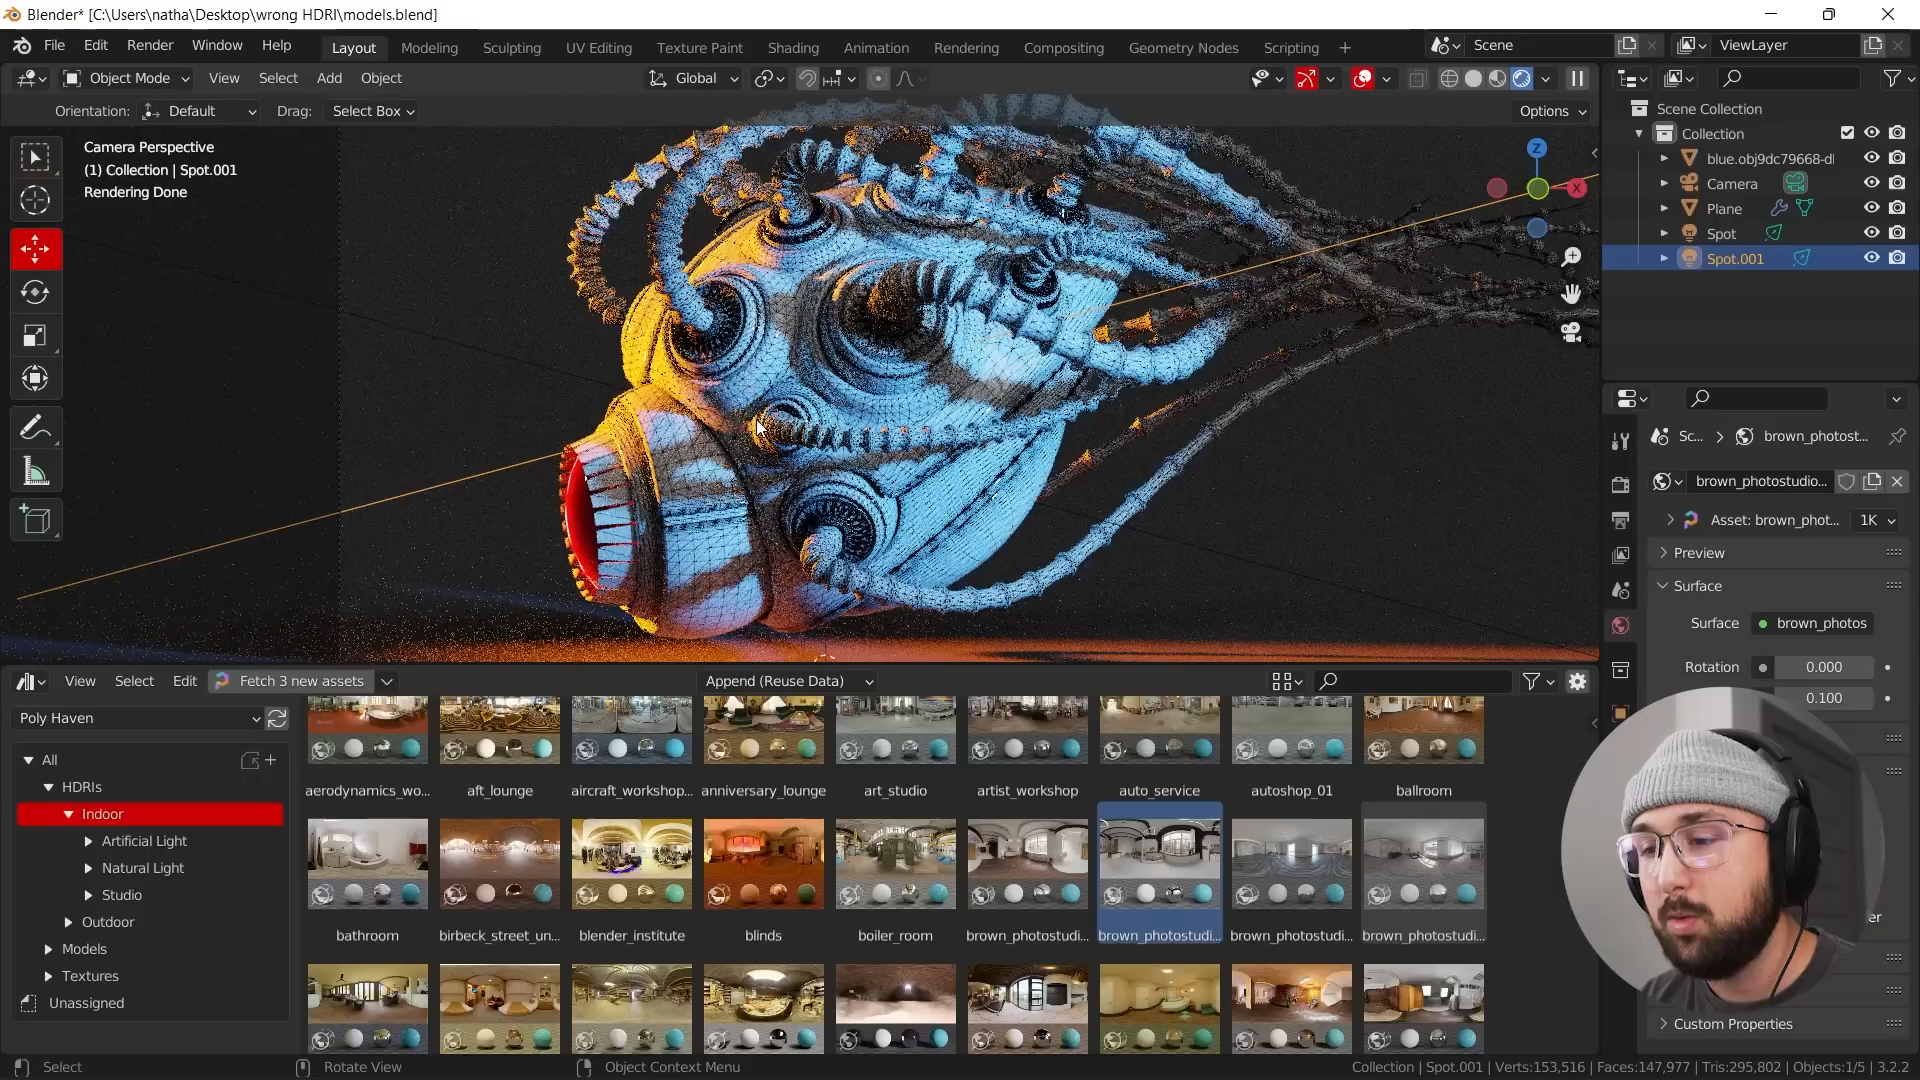 Blender* [C:\Users\natha\Desktop\wrong HDRI\models.blend]
File Edit Render Window Help Layout Modeling Sculpting UV Editing Texture Paint Shading Animation Rendering Compositing Geometry Nodes Scripting + Scene ViewLayer
Object Mode View Select Add Object Global
Orientation: Default Drag: Select Box Options
Camera Perspective
(1) Collection | Spot.001
Rendering Done
Z
X
Scene Collection
Collection
blue.obj9dc79668-dl
Camera
Plane
Spot
Spot.001
Sc... brown_photost...
brown_photostudio...
Asset: brown_phot... 1K
Preview
Surface
Surface brown_photos
Rotation 0.000
0.100
er
Custom Properties
View Select Edit Fetch 3 new assets Append (Reuse Data)
Poly Haven
All
HDRIs
Indoor
Artificial Light
Natural Light
Studio
Outdoor
Models
Textures
Unassigned
aerodynamics_wo... aft_lounge aircraft_workshop... anniversary_lounge art_studio artist_workshop auto_service autoshop_01 ballroom
bathroom birbeck_street_un... blender_institute blinds boiler_room brown_photostudi... brown_photostudi... brown_photostudi... brown_photostudi...
Select Rotate View Object Context Menu Collection | Spot.001 | Verts:153,516 | Faces:147,977 | Tris:295,802 | Objects:1/5 | 3.2.2